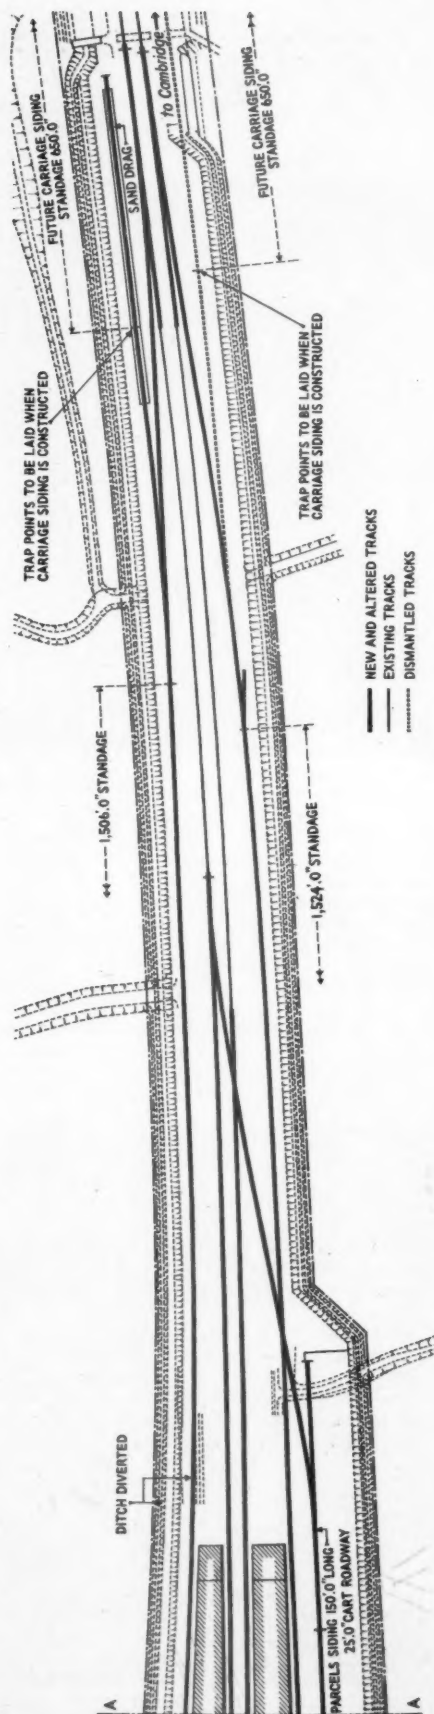 A
A
DITCH DIVERTED
PARCELS SIDING 150'.0" LONG
25'.0" CART ROADWAY
1,506'.0" STANDAGE
1,524'.0" STANDAGE
TRAP POINTS TO BE LAID WHEN
CARRIAGE SIDING IS CONSTRUCTED
FUTURE CARRIAGE SIDING
STANDAGE 650'.0"
SAND DRAG
to Cambridge
TRAP POINTS TO BE LAID WHEN
CARRIAGE SIDING IS CONSTRUCTED
FUTURE CARRIAGE SIDING
STANDAGE 650'.0"
NEW AND ALTERED TRACKS
EXISTING TRACKS
DISMANTLED TRACKS